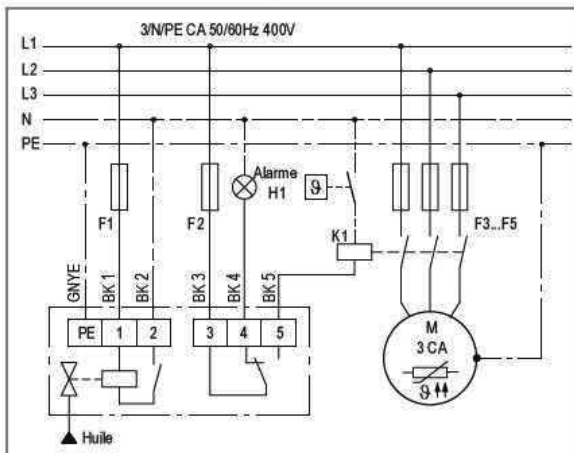 3/N/PE CA 50/60Hz 400V
L1
L2
L3
N
PE
Alarme
H1
ϑ
F1
F2
K1
F3...F5
GNYE
BK 1
BK 2
BK 3
BK 4
BK 5
PE 1 2
3 4 5
M
3 CA
ϑ
Huile